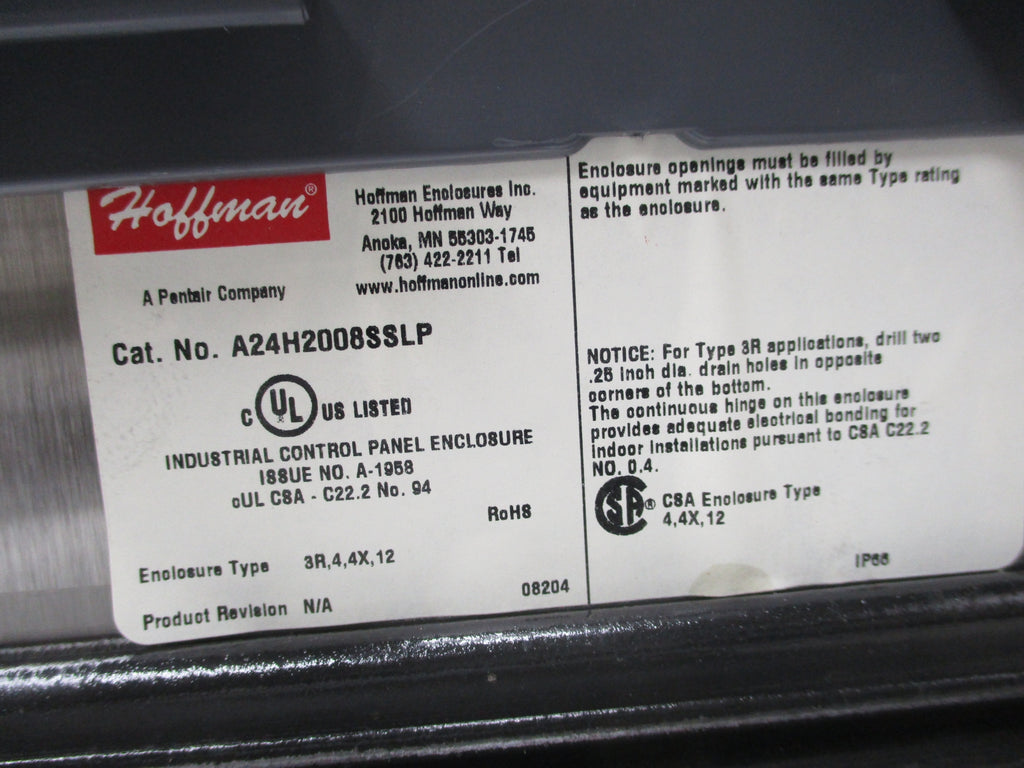 Hoffman®
A Pentair Company
Hoffman Enclosures Inc.
2100 Hoffman Way
Anoka, MN 55303-1745
(763) 422-2211 Tel
www.hoffmanonline.com
Cat. No. A24H2008SSLP
c UL ® US LISTED
INDUSTRIAL CONTROL PANEL ENCLOSURE
ISSUE NO. A-1958
cUL CSA - C22.2 No. 94
RoHS
Enclosure Type 3R,4,4X,12
Product Revision N/A
08204
Enclosure openings must be filled by
equipment marked with the same Type rating
as the enclosure.
NOTICE: For Type 3R applications, drill two
.25 inch dia. drain holes in opposite
corners of the bottom.
The continuous hinge on this enclosure
provides adequate electrical bonding for
indoor installations pursuant to CSA C22.2
NO. 0.4.
CSA ® CSA Enclosure Type
4,4X,12
IP66